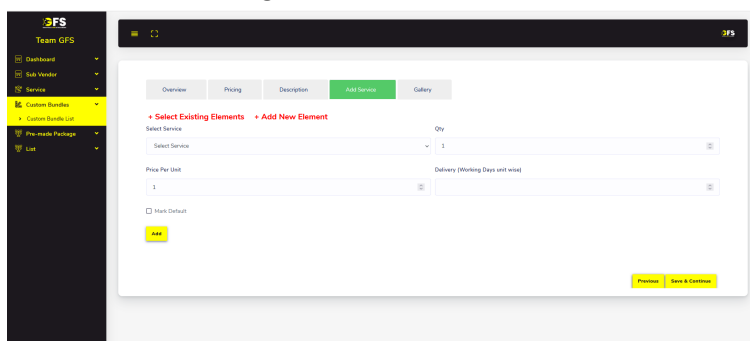 GFS
Team GFS
Dashboard
Sub Vendor
Service
Custom Bundles
Custom Bundle List
Pre-made Package
List
GFS
Overview Pricing Description Add Service Gallery
+ Select Existing Elements + Add New Element
Select Service Qty
Select Service 1
Price Per Unit Delivery (Working Days unit wise)
1
Mark Default
Add
Previous Save & Continue